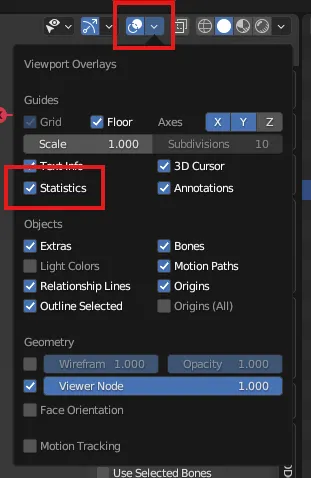 Viewport Overlays
Guides
Grid Floor Axes X Y Z
Scale 1.000 Subdivisions 10
Text Info 3D Cursor
Statistics Annotations
Objects
Extras Bones
Light Colors Motion Paths
Relationship Lines Origins
Outline Selected Origins (All)
Geometry
Wirefram 1.000 Opacity 1.000
Viewer Node 1.000
Face Orientation
Motion Tracking
Use Selected Bones